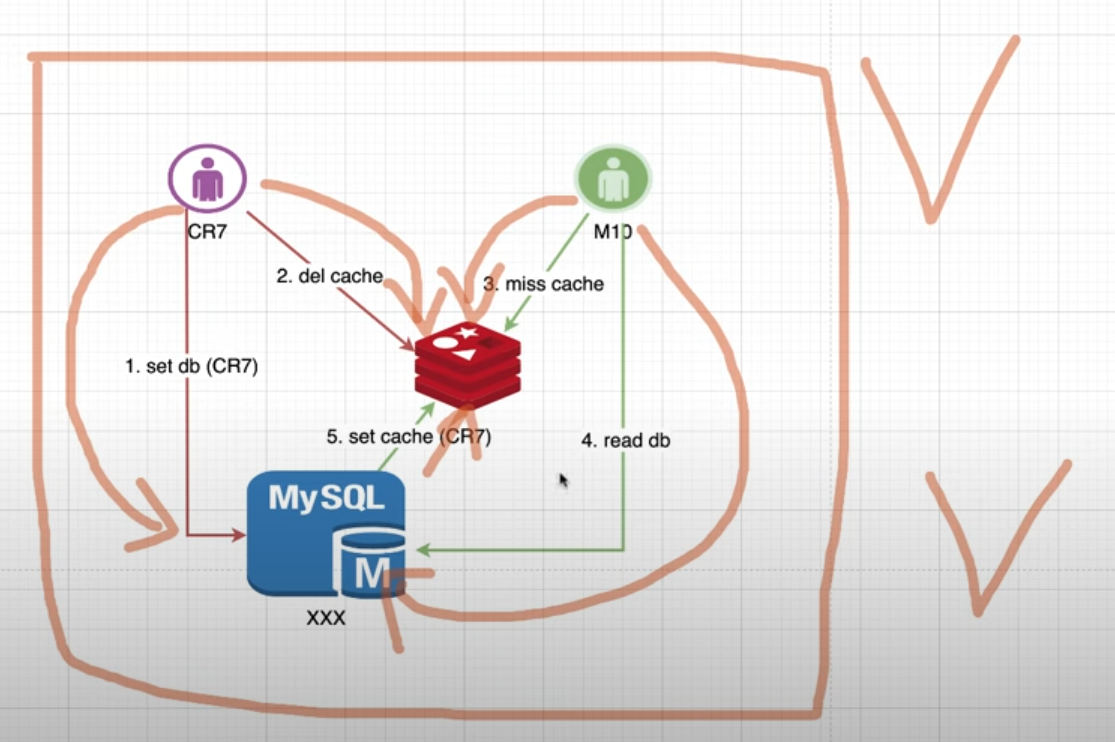 CR7
M10
2. del cache
3. miss cache
1. set db (CR7)
5. set cache (CR7)
4. read db
MySQL
M
XXX